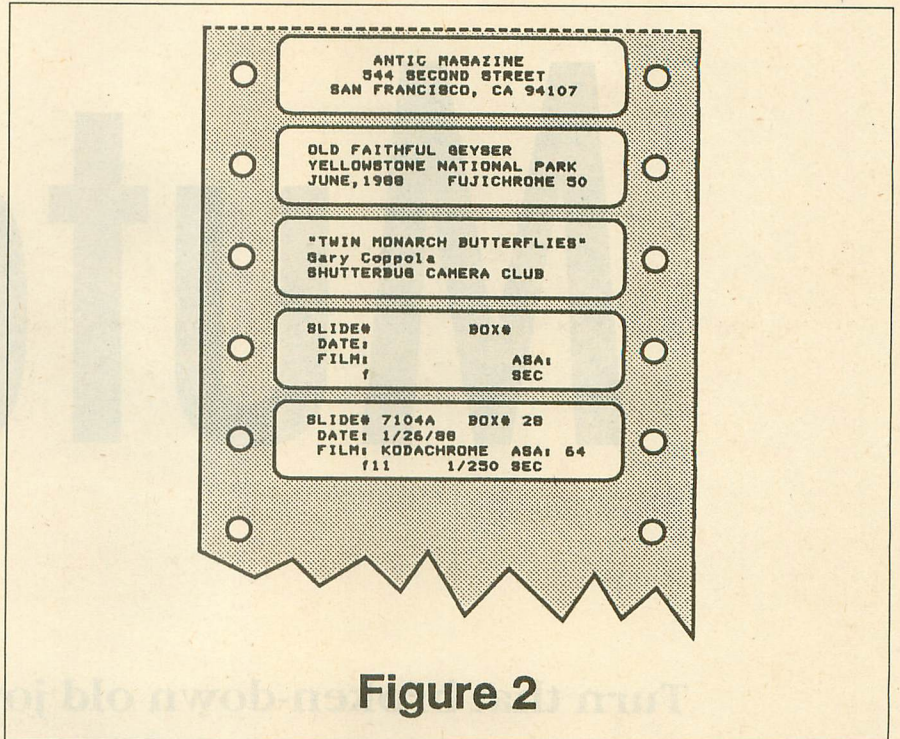 ANTIC MAGAZINE
544 SECOND STREET
SAN FRANCISCO, CA 94107
OLD FAITHFUL GEYSER
YELLOWSTONE NATIONAL PARK
JUNE,1988 FUJICHROME 50
"TWIN MONARCH BUTTERFLIES"
Gary Coppola
SHUTTERBUG CAMERA CLUB
SLIDE# BOX#
DATE:
FILM: ASA:
f SEC
SLIDE# 7104A BOX# 28
DATE: 1/26/88
FILM: KODACHROME ASA: 64
f11 1/250 SEC
Figure 2